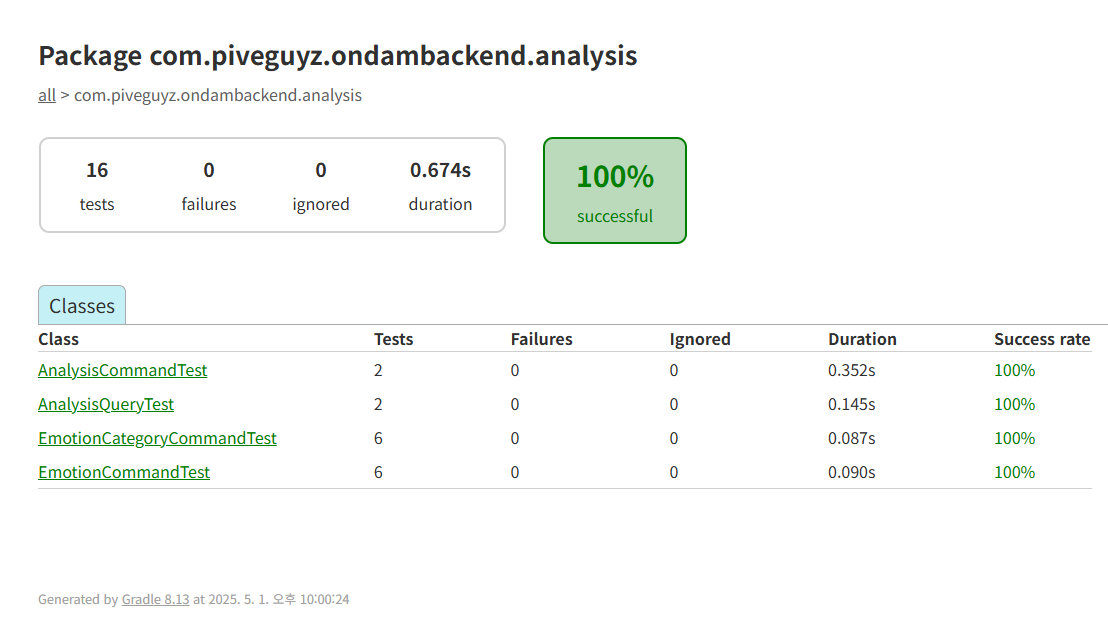 Package com.piveguyz.ondambackend.analysis
all > com.piveguyz.ondambackend.analysis
16 0 0 0.674s
tests failures ignored duration
100%
successful
Classes
Class Tests Failures Ignored Duration Success rate
AnalysisCommandTest 2 0 0 0.352s 100%
AnalysisQueryTest 2 0 0 0.145s 100%
EmotionCategoryCommandTest 6 0 0 0.087s 100%
EmotionCommandTest 6 0 0 0.090s 100%
Generated by Gradle 8.13 at 2025. 5. 1. 오후 10:00:24